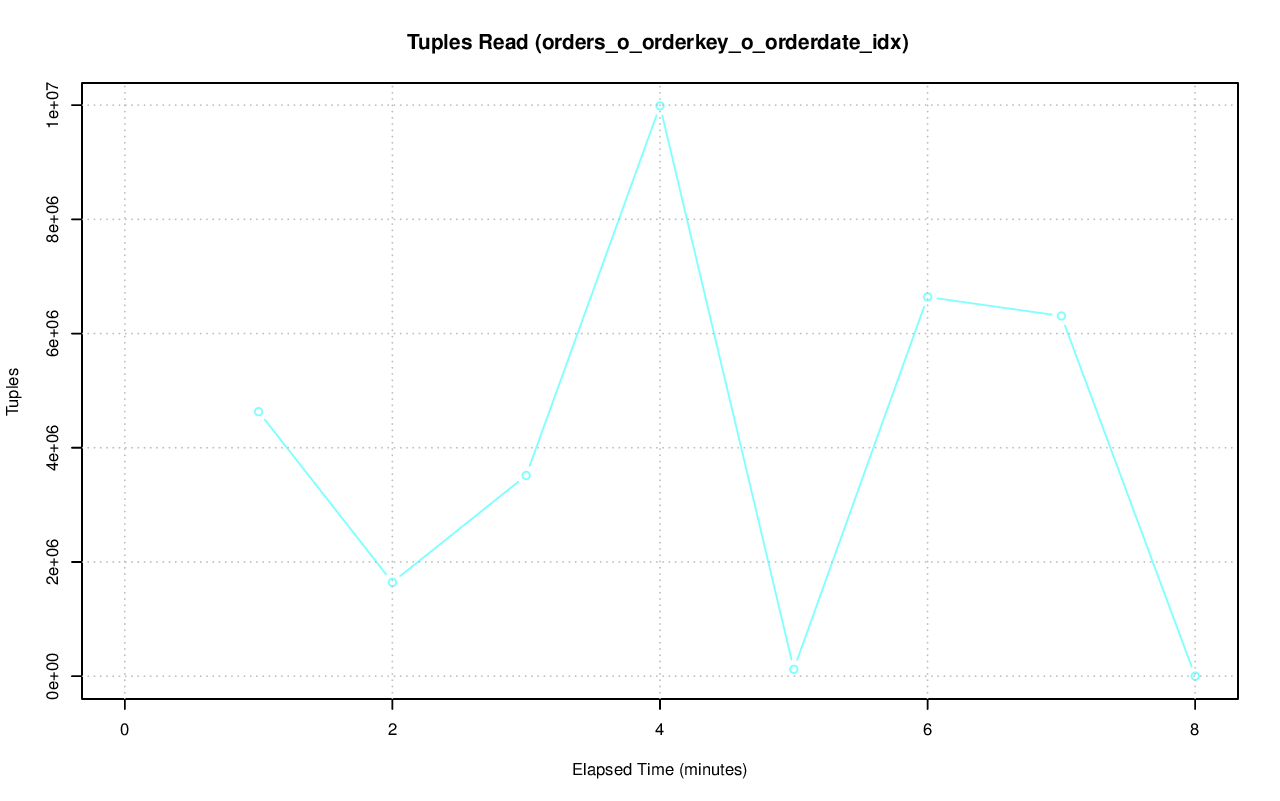 Tuples Read (orders_o_orderkey_o_orderdate_idx)
1e+07
8e+06
6e+06
4e+06
2e+06
0e+00
Tuples
0 2 4 6 8
Elapsed Time (minutes)